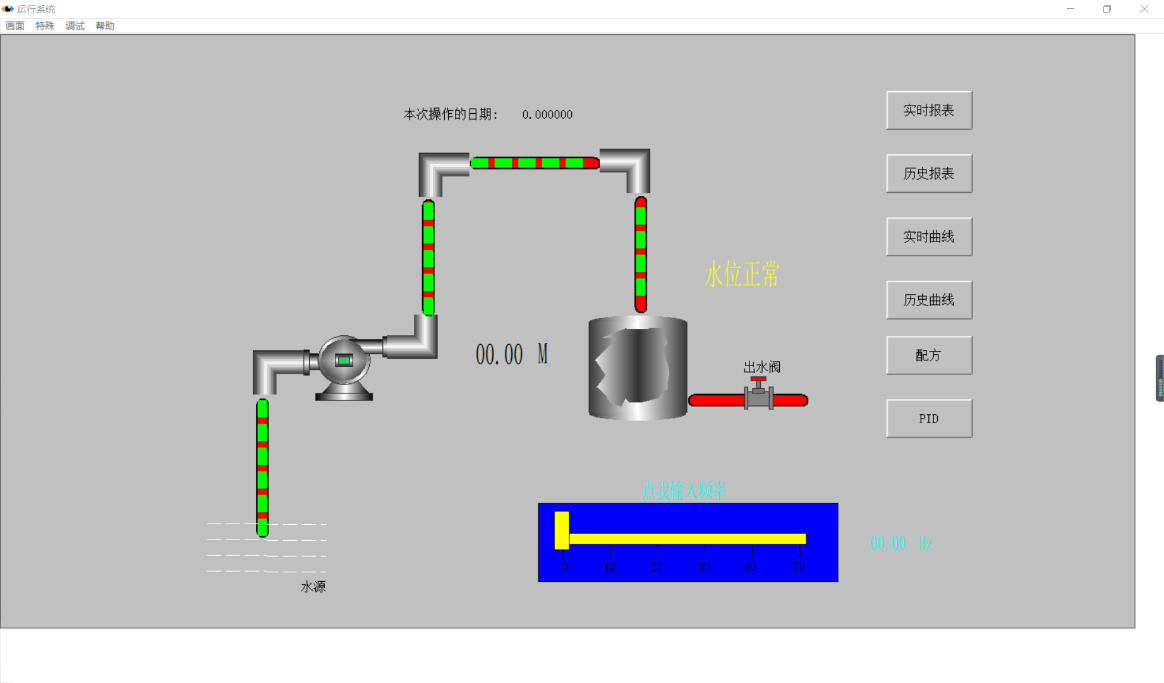 运行系统
画面 特殊 调试 帮助
本次操作的日期: 0.000000
实时报表
历史报表
实时曲线
水位正常
历史曲线
00.00 M
配方
出水阀
PID
点我输入频率
00.00 Hz
0 10 20 30 40 50
水源